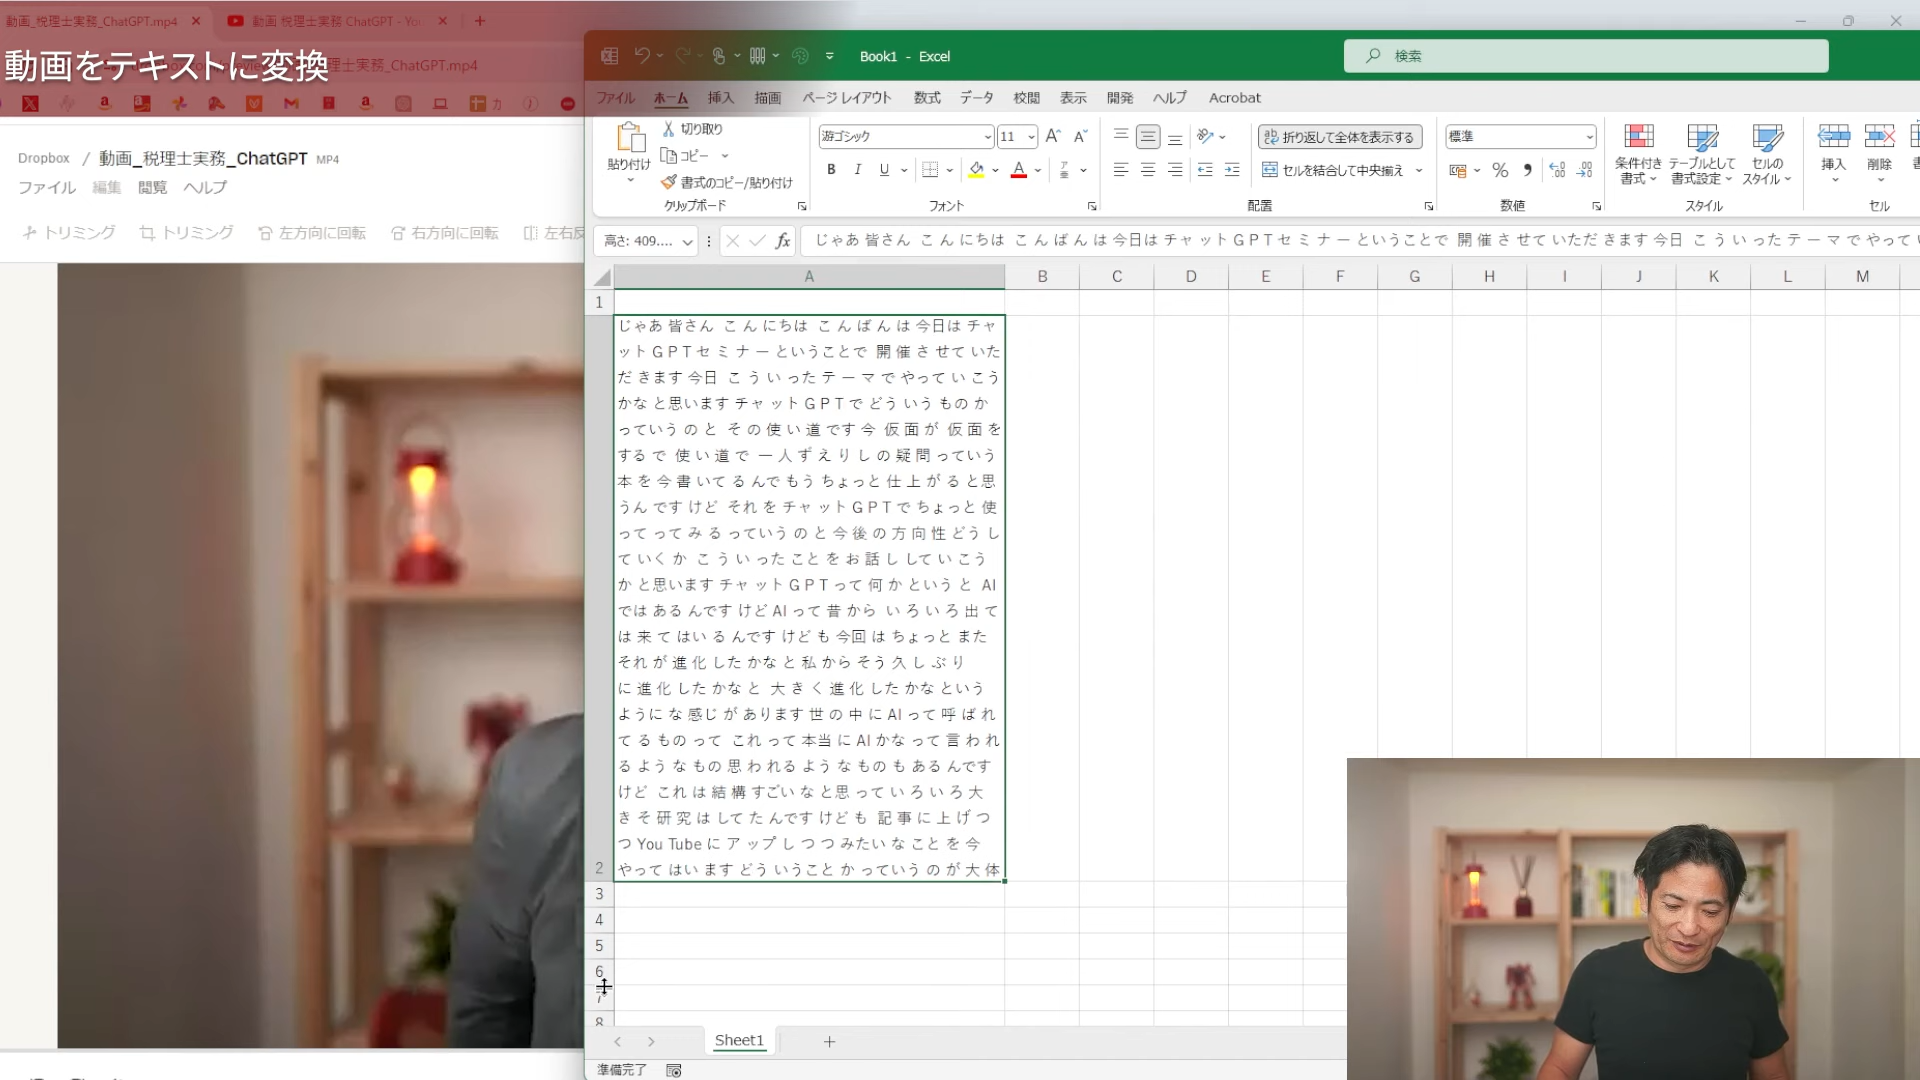 動画_税理士実務_ChatGPT.mp4
動画 税理士実務 ChatGPT - Yo
動画をテキストに変換
理士実務_ChatGPT.mp4
Dropbox / 動画_税理士実務_ChatGPT MP4
ファイル 編集 閲覧 ヘルプ
トリミング トリミング 左方向に回転 右方向に回転 左右反
Book1 - Excel
検索
ファイル ホーム 挿入 描画 ページ レイアウト 数式 データ 校閲 表示 開発 ヘルプ Acrobat
貼り付け
切り取り
コピー
書式のコピー/貼り付け
クリップボード
游ゴシック 11
B I U
フォント
折り返して全体を表示する
セルを結合して中央揃え
配置
標準
数値
条件付き書式
テーブルとして書式設定
セルのスタイル
スタイル
挿入
削除
セル
高さ: 409....
fx
じゃあ 皆さん こ ん にちは こ ん ば ん は 今日は チ ャ ッ ト G P T セ ミ ナ ー ということで 開 催 さ せて いただ きます 今日 こ う い った テ ー マ で やって い
A B C D E F G H I J K L M
1
じゃあ 皆さん こ ん にちは こ ん ば ん は 今日は チ ャ
ッ ト G P T セ ミ ナ ー ということで 開 催 さ せて いた
だ きます 今日 こ う い った テ ー マ で やって い こう
かな と思います チ ャ ッ ト G P T で どう いう もの か
っていう の と そ の 使 い 道 です 今 仮 面 が 仮 面 を
する で 使 い 道 で 一 人 ず え り し の 疑 問 っていう
本 を 今 書 いて る んで もう ちょっと 仕 上 が る と思
うん です けど それ を チ ャ ッ ト G P T で ちょっと 使
って って み る っていう の と 今 後 の 方 向 性 どう し
て いく か こ う い った こと を お 話 し して い こう
か と思います チ ャ ッ ト G P T って 何 か という と AI
では ある んです けど AI って 昔 から い ろ い ろ 出 て
は 来 て はい る んです けど も 今回 は ちょっと また
それ が 進 化 した かな と 私 から そう 久 し ぶ り
に 進 化 した かな と 大 き く 進 化 した かな という
ように な 感じ が あります 世 の 中 に AI って 呼 ば れ
て る もの って これ って 本当 に AI かな って 言 わ れ
る よう な もの 思 わ れる よう な もの も ある んです
けど これ は 結 構 すごい な と思 って い ろ い ろ 大
き そ 研 究 は して た んです けど も 記 事 に 上 げ つ
つ You Tube に ア ッ プ し つ つ みたい な こと を 今
2 やって はい ます どう いうこと か っていう の が 大 体
3
4
5
6
7
8
Sheet1
準備完了